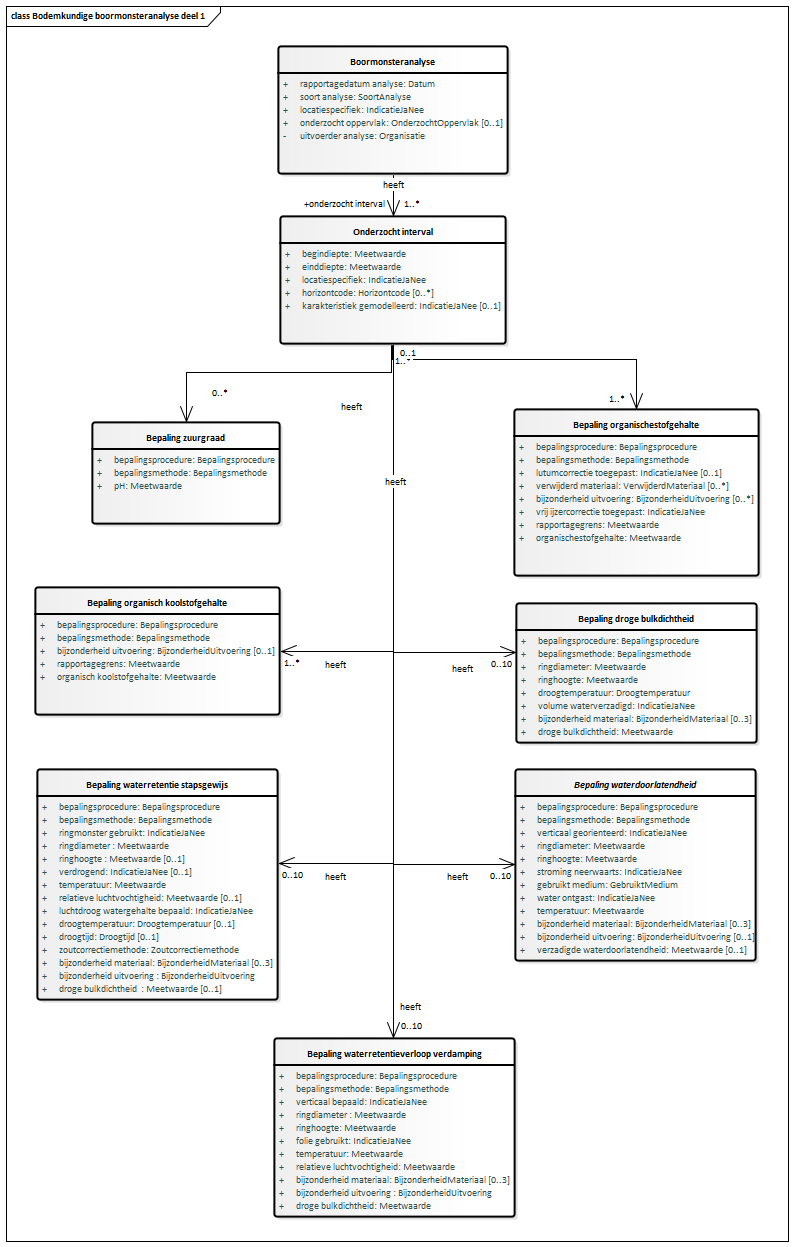 class Bodemkundige boormonsteranalyse deel 1
Boormonsteranalyse
+ rapportagedatum analyse: Datum
+ soort analyse: SoortAnalyse
+ locatiespecifiek: IndicatieJaNee
+ onderzocht oppervlak: OnderzochtOppervlak [0..1]
- uitvoerder analyse: Organisatie
heeft
+onderzocht interval 1..*
Onderzocht interval
+ begindiepte: Meetwaarde
+ einddiepte: Meetwaarde
+ locatiespecifiek: IndicatieJaNee
+ horizontcode: Horizontcode [0..*]
+ karakteristiek gemodelleerd: IndicatieJaNee [0..1]
0..1
1..*
0..*
heeft
1..*
Bepaling zuurgraad
+ bepalingsprocedure: Bepalingsprocedure
+ bepalingsmethode: Bepalingsmethode
+ pH: Meetwaarde
heeft
Bepaling organischestofgehalte
+ bepalingsprocedure: Bepalingsprocedure
+ bepalingsmethode: Bepalingsmethode
+ lutumcorrectie toegepast: IndicatieJaNee [0..1]
+ verwijderd materiaal: VerwijderdMateriaal [0..*]
+ bijzonderheid uitvoering: BijzonderheidUitvoering [0..*]
+ vrij ijzercorrectie toegepast: IndicatieJaNee
+ rapportagegrens: Meetwaarde
+ organischestofgehalte: Meetwaarde
Bepaling organisch koolstofgehalte
+ bepalingsprocedure: Bepalingsprocedure
+ bepalingsmethode: Bepalingsmethode
+ bijzonderheid uitvoering: BijzonderheidUitvoering [0..1]
+ rapportagegrens: Meetwaarde
+ organisch koolstofgehalte: Meetwaarde
1..* heeft
heeft 0..10
Bepaling droge bulkdichtheid
+ bepalingsprocedure: Bepalingsprocedure
+ bepalingsmethode: Bepalingsmethode
+ ringdiameter: Meetwaarde
+ ringhoogte: Meetwaarde
+ droogtemperatuur: Droogtemperatuur
+ volume waterverzadigd: IndicatieJaNee
+ bijzonderheid materiaal: BijzonderheidMateriaal [0..3]
+ droge bulkdichtheid: Meetwaarde
Bepaling waterretentie stapsgewijs
+ bepalingsprocedure: Bepalingsprocedure
+ bepalingsmethode: Bepalingsmethode
+ ringmonster gebruikt: IndicatieJaNee
+ ringdiameter : Meetwaarde
+ ringhoogte : Meetwaarde [0..1]
+ verdrogend: IndicatieJaNee [0..1]
+ temperatuur: Meetwaarde
+ relatieve luchtvochtigheid: Meetwaarde [0..1]
+ luchtdroog watergehalte bepaald: IndicatieJaNee
+ droogtemperatuur: Droogtemperatuur [0..1]
+ droogtijd: Droogtijd [0..1]
+ zoutcorrectiemethode: Zoutcorrectiemethode
+ bijzonderheid materiaal: BijzonderheidMateriaal [0..3]
+ bijzonderheid uitvoering : BijzonderheidUitvoering
+ droge bulkdichtheid : Meetwaarde [0..1]
0..10 heeft
heeft 0..10
Bepaling waterdoorlatendheid
+ bepalingsprocedure: Bepalingsprocedure
+ bepalingsmethode: Bepalingsmethode
+ verticaal georienteerd: IndicatieJaNee
+ ringdiameter: Meetwaarde
+ ringhoogte: Meetwaarde
+ stroming neerwaarts: IndicatieJaNee
+ gebruikt medium: GebruiktMedium
+ water ontgast: IndicatieJaNee
+ temperatuur: Meetwaarde
+ bijzonderheid materiaal: BijzonderheidMateriaal [0..3]
+ bijzonderheid uitvoering: BijzonderheidUitvoering [0..1]
+ verzadigde waterdoorlatendheid: Meetwaarde [0..1]
heeft
0..10
Bepaling waterretentieverloop verdamping
+ bepalingsprocedure: Bepalingsprocedure
+ bepalingsmethode: Bepalingsmethode
+ verticaal bepaald: IndicatieJaNee
+ ringdiameter : Meetwaarde
+ ringhoogte: Meetwaarde
+ folie gebruikt: IndicatieJaNee
+ temperatuur: Meetwaarde
+ relatieve luchtvochtigheid: Meetwaarde
+ bijzonderheid materiaal: BijzonderheidMateriaal [0..3]
+ bijzonderheid uitvoering : BijzonderheidUitvoering
+ droge bulkdichtheid: Meetwaarde